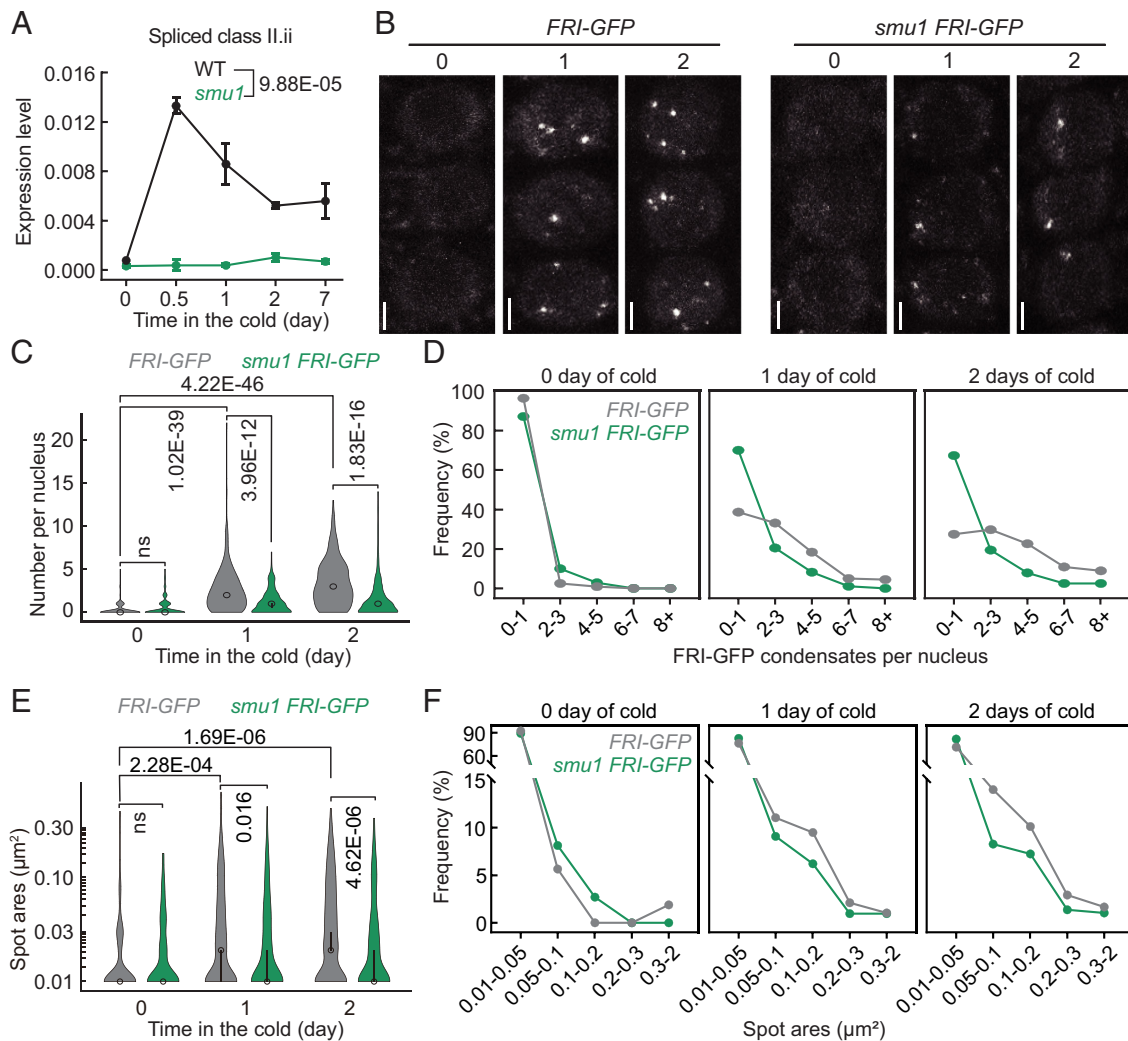 A
Spliced class II.ii
WT
smu1
9.88E-05
0.016
0.012
0.008
0.004
0.000
Expression level
0 0.5 1 2 7
Time in the cold (day)
B
FRI-GFP
smu1 FRI-GFP
0 1 2 0 1 2
C
FRI-GFP smu1 FRI-GFP
4.22E-46
1.02E-39
3.96E-12
1.83E-16
ns
20
15
10
5
0
Number per nucleus
0 1 2
Time in the cold (day)
D
0 day of cold 1 day of cold 2 days of cold
FRI-GFP
smu1 FRI-GFP
100
80
60
40
20
0
Frequency (%)
0-1 2-3 4-5 6-7 8+ 0-1 2-3 4-5 6-7 8+ 0-1 2-3 4-5 6-7 8+
FRI-GFP condensates per nucleus
E
FRI-GFP smu1 FRI-GFP
1.69E-06
2.28E-04
ns
0.016
4.62E-06
0.30
0.10
0.03
0.01
Spot ares (µm²)
0 1 2
Time in the cold (day)
F
0 day of cold 1 day of cold 2 days of cold
FRI-GFP
smu1 FRI-GFP
90
60
15
10
5
0
Frequency (%)
0.01-0.05 0.05-0.1 0.1-0.2 0.2-0.3 0.3-2 0.01-0.05 0.05-0.1 0.1-0.2 0.2-0.3 0.3-2 0.01-0.05 0.05-0.1 0.1-0.2 0.2-0.3 0.3-2
Spot ares (µm²)